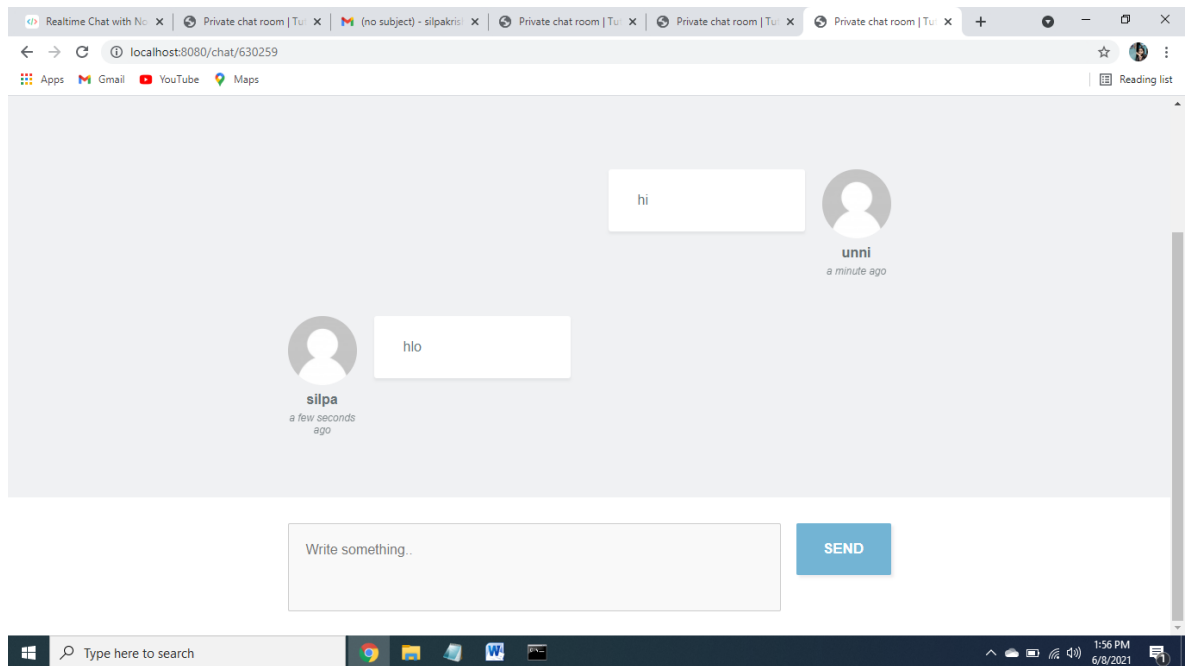 Realtime Chat with No
Private chat room | Tu
(no subject) - silpakris
Private chat room | Tu
Private chat room | Tu
Private chat room | Tu
localhost:8080/chat/630259
Apps Gmail YouTube Maps Reading list
hi
unni
a minute ago
hlo
silpa
a few seconds
ago
Write something..
SEND
Type here to search
1:56 PM
6/8/2021